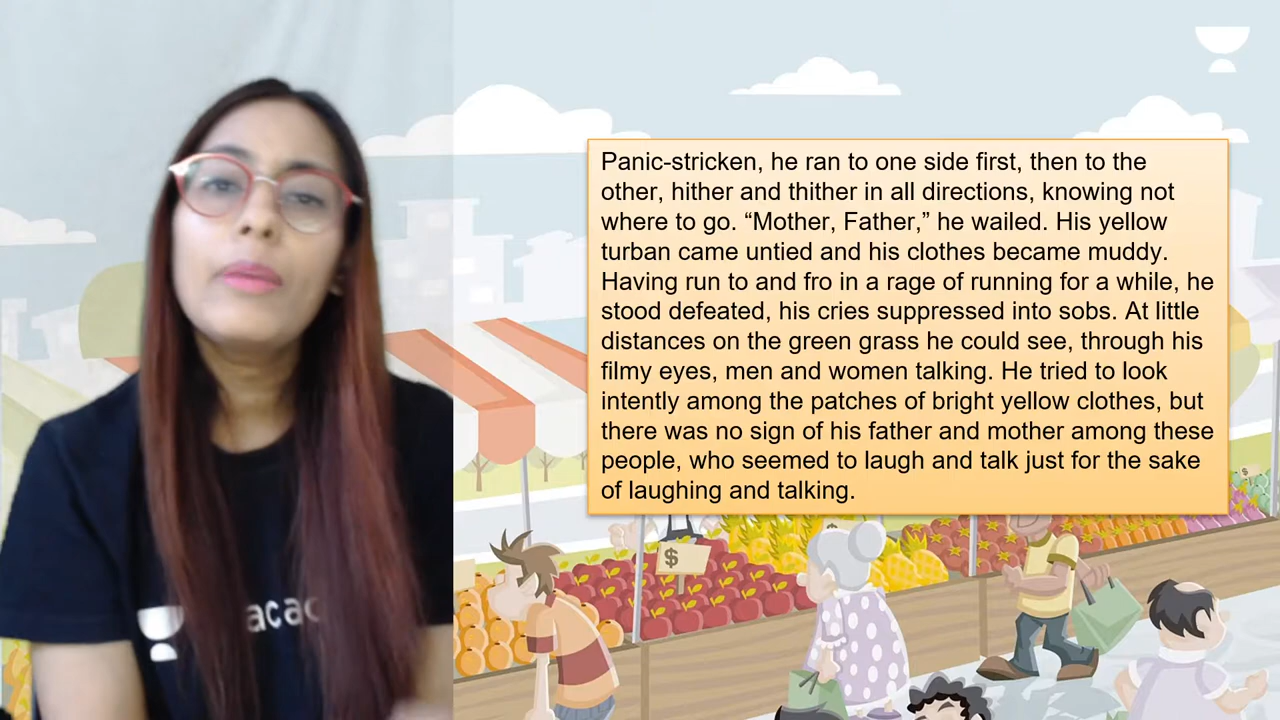 Panic-stricken, he ran to one side first, then to the
other, hither and thither in all directions, knowing not
where to go. “Mother, Father,” he wailed. His yellow
turban came untied and his clothes became muddy.
Having run to and fro in a rage of running for a while, he
stood defeated, his cries suppressed into sobs. At little
distances on the green grass he could see, through his
filmy eyes, men and women talking. He tried to look
intently among the patches of bright yellow clothes, but
there was no sign of his father and mother among these
people, who seemed to laugh and talk just for the sake
of laughing and talking.
$
$